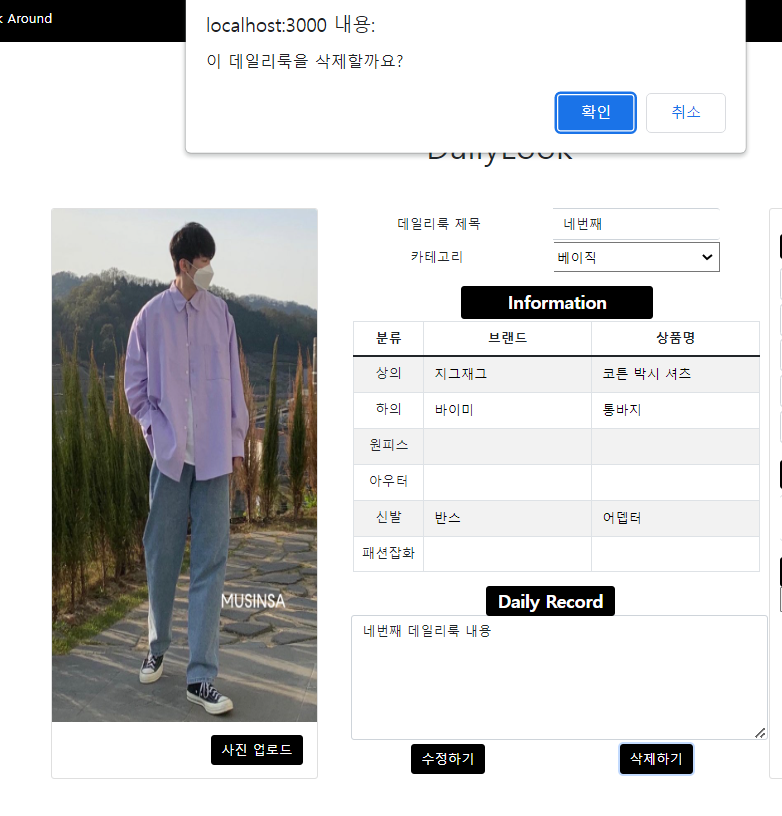 k Around
localhost:3000 내용:
이 데일리룩을 삭제할까요?
확인 취소
DailyLook
데일리룩 제목 네번째
카테고리 베이직
Information
분류 브랜드 상품명
상의 지그재그 코튼 박시 셔츠
하의 바이미 통바지
원피스
아우터
신발 반스 어뎁터
패션잡화
MUSINSA
Daily Record
네번째 데일리룩 내용
사진 업로드
수정하기 삭제하기